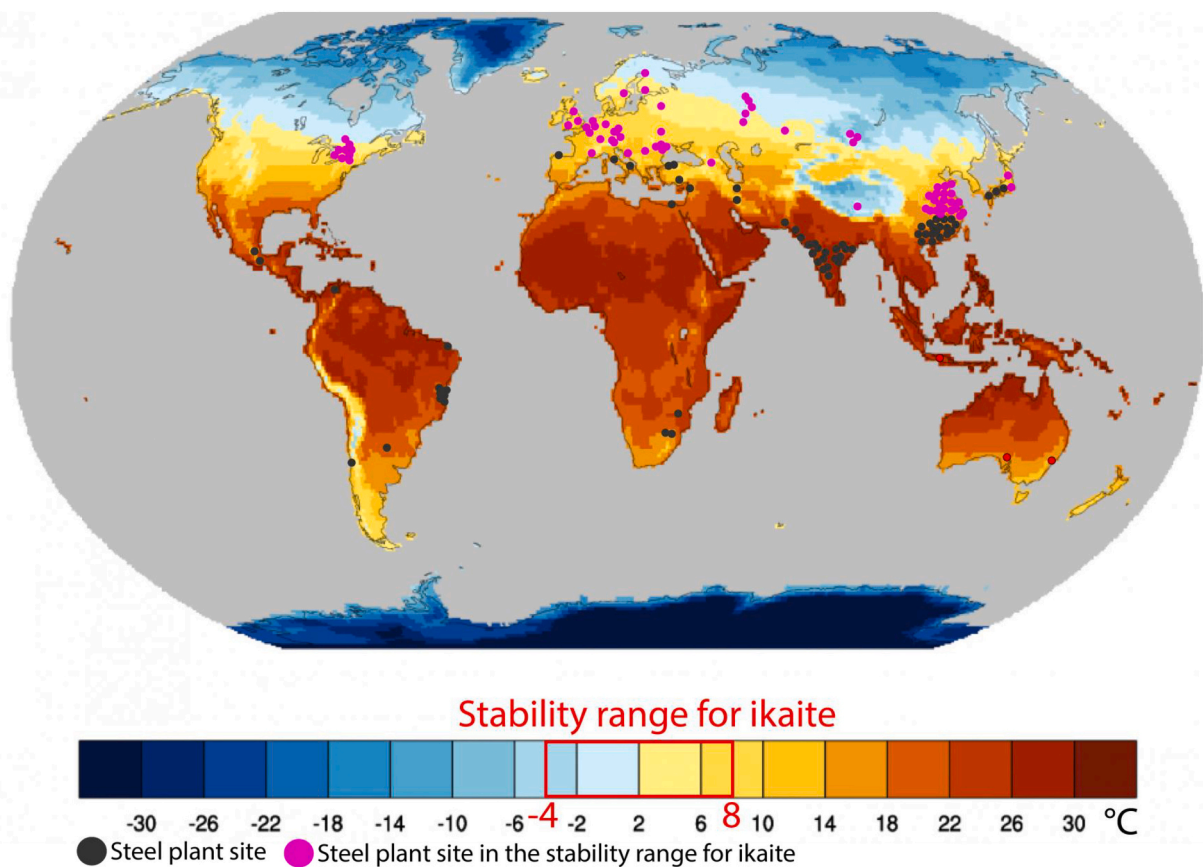 Stability range for ikaite
-30 -26 -22 -18 -14 -10 -6 -4 -2 2 6 8 10 14 18 22 26 30 °C
Steel plant site Steel plant site in the stability range for ikaite